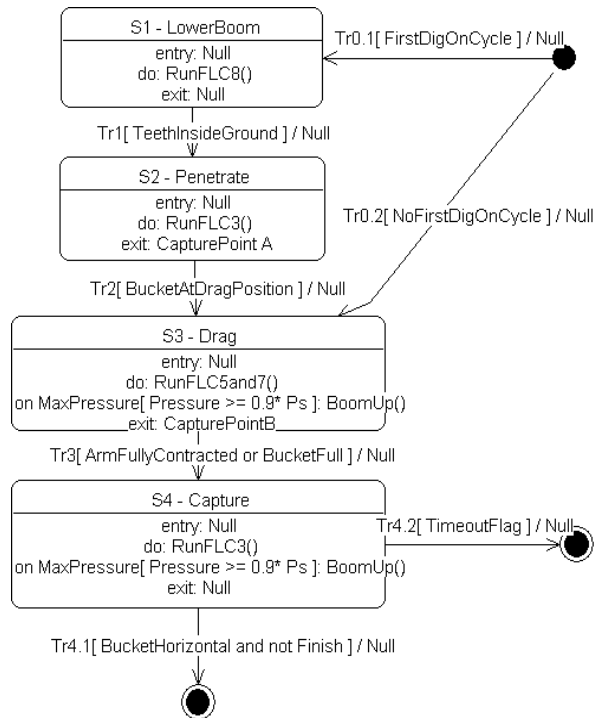 S1 - LowerBoom
entry: Null
do: RunFLC8()
exit: Null
Tr0.1[ FirstDigOnCycle ] / Null
Tr1[ TeethInsideGround ] / Null
S2 - Penetrate
entry: Null
do: RunFLC3()
exit: CapturePoint A
Tr0.2[ NoFirstDigOnCycle ] / Null
Tr2[ BucketAtDragPosition ] / Null
S3 - Drag
entry: Null
do: RunFLC5and7()
on MaxPressure[ Pressure >= 0.9* Ps ]: BoomUp()
exit: CapturePointB
Tr3[ ArmFullyContracted or BucketFull ] / Null
S4 - Capture
entry: Null
do: RunFLC3()
on MaxPressure[ Pressure >= 0.9* Ps ]: BoomUp()
exit: Null
Tr4.2[ TimeoutFlag ] / Null
Tr4.1[ BucketHorizontal and not Finish ] / Null